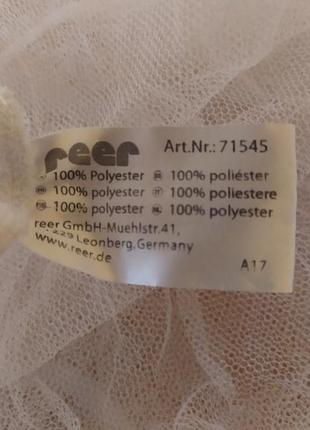 reer Art.Nr.: 71545
100% Polyester 100% poliéster
100% polyester 100% poliestere
100% polyester 100% polyester
reer GmbH-Muehlstr.41,
Leonberg,Germany
www.reer.de
A17